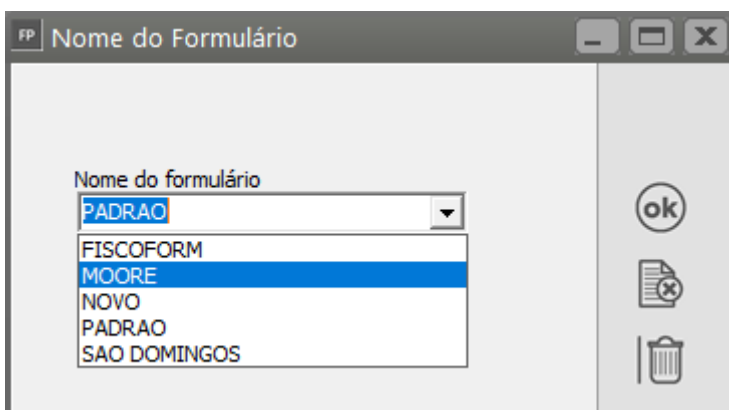 FP Nome do Formulário
Nome do formulário
PADRAO
FISCOFORM
MOORE
NOVO
PADRAO
SAO DOMINGOS
ok